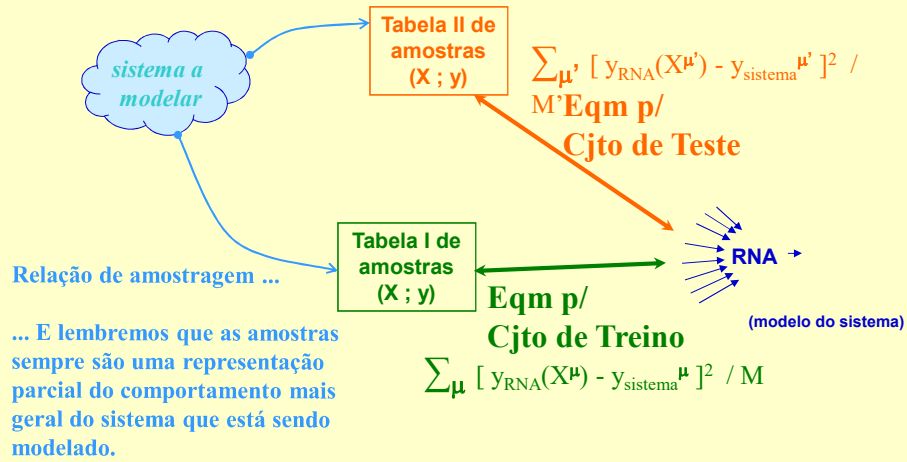 sistema a
modelar
Tabela II de
amostras
(X ; y)
∑μ' [ yRNA(Xμ') - ysistemaμ' ]2 /
M'Eqm p/
Cjto de Teste
Tabela I de
amostras
(X ; y)
RNA
(modelo do sistema)
Eqm p/
Cjto de Treino
∑μ [ yRNA(Xμ) - ysistemaμ ]2 / M
Relação de amostragem ...
... E lembremos que as amostras
sempre são uma representação
parcial do comportamento mais
geral do sistema que está sendo
modelado.